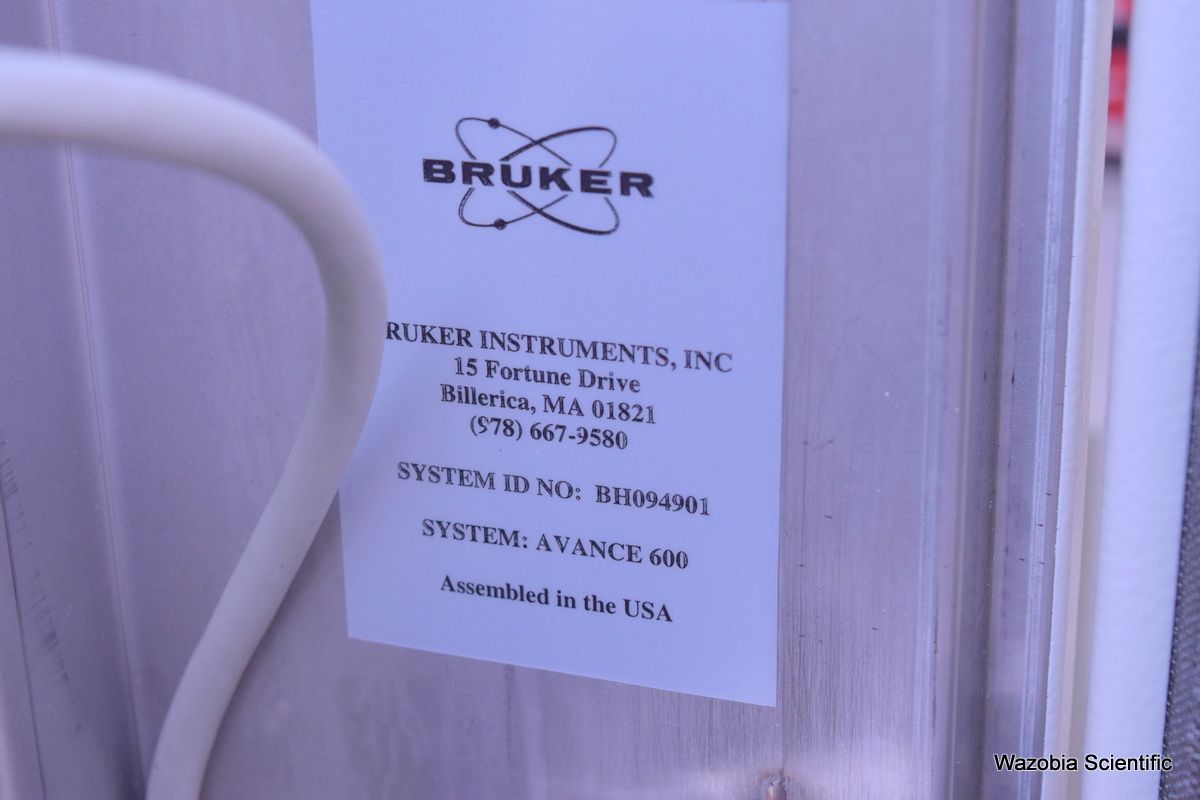 BRUKER
RUKER INSTRUMENTS, INC
15 Fortune Drive
Billerica, MA 01821
(978) 667-9580
SYSTEM ID NO: BH094901
SYSTEM: AVANCE 600
Assembled in the USA
Wazobia Scientific